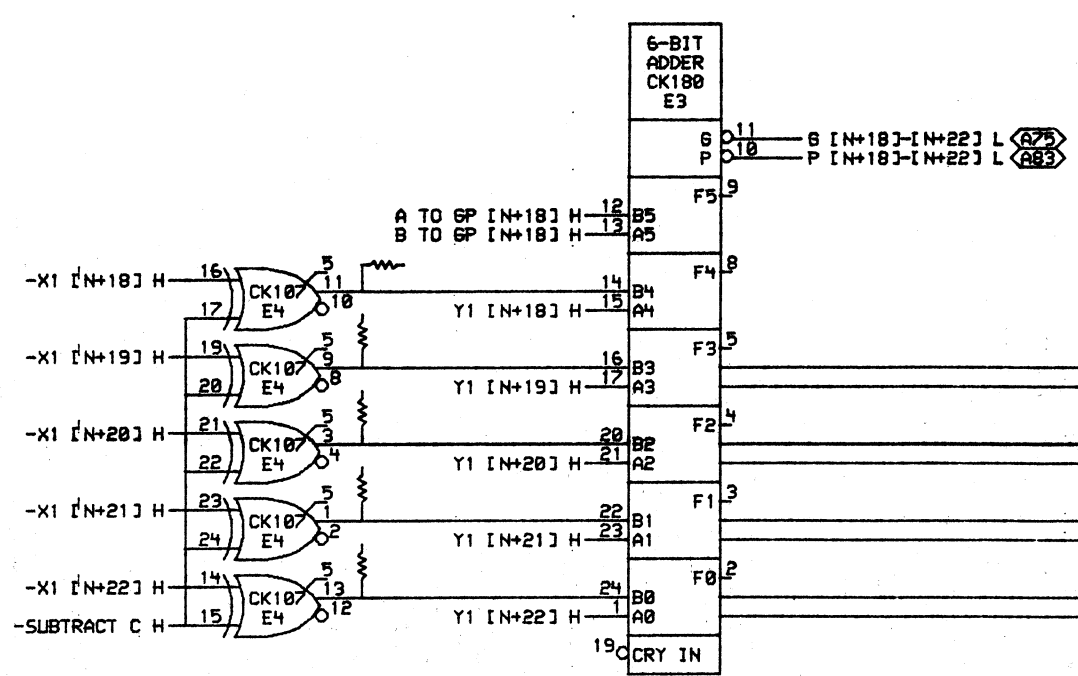 6-BIT
ADDER
CK180
E3
G 11 G [N+18]-[N+22] L A75
P 10 P [N+18]-[N+22] L A83
F5 9
A TO GP [N+18] H 12 B5
B TO GP [N+18] H 13 A5
F4 8
-X1 [N+18] H 16 5
CK107 11 14 B4
17 E4 10 Y1 [N+18] H 15 A4
F3 5
-X1 [N+19] H 19 5
CK107 9 16 B3
20 E4 8 Y1 [N+19] H 17 A3
F2 4
-X1 [N+20] H 21 5
CK107 3 20 B2
22 E4 4 Y1 [N+20] H 21 A2
F1 3
-X1 [N+21] H 23 5
CK107 1 22 B1
24 E4 2 Y1 [N+21] H 23 A1
F0 2
-X1 [N+22] H 14 5
CK107 13 24 B0
-SUBTRACT C H 15 E4 12 Y1 [N+22] H 1 A0
19 CRY IN